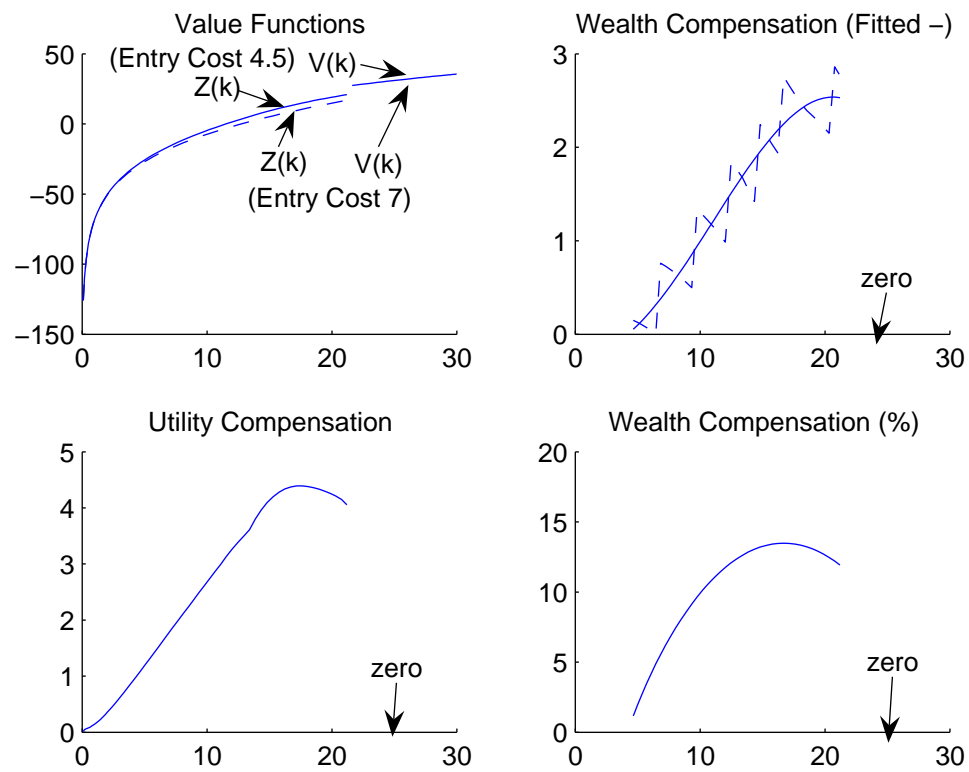 Value Functions
(Entry Cost 4.5)
V(k)
Z(k)
Z(k)
V(k)
(Entry Cost 7)
50
0
−50
−100
−150
0
10
20
30
Wealth Compensation (Fitted −)
3
2
1
0
zero
0
10
20
30
Utility Compensation
5
4
3
2
1
0
zero
0
10
20
30
Wealth Compensation (%)
20
15
10
5
0
zero
0
10
20
30